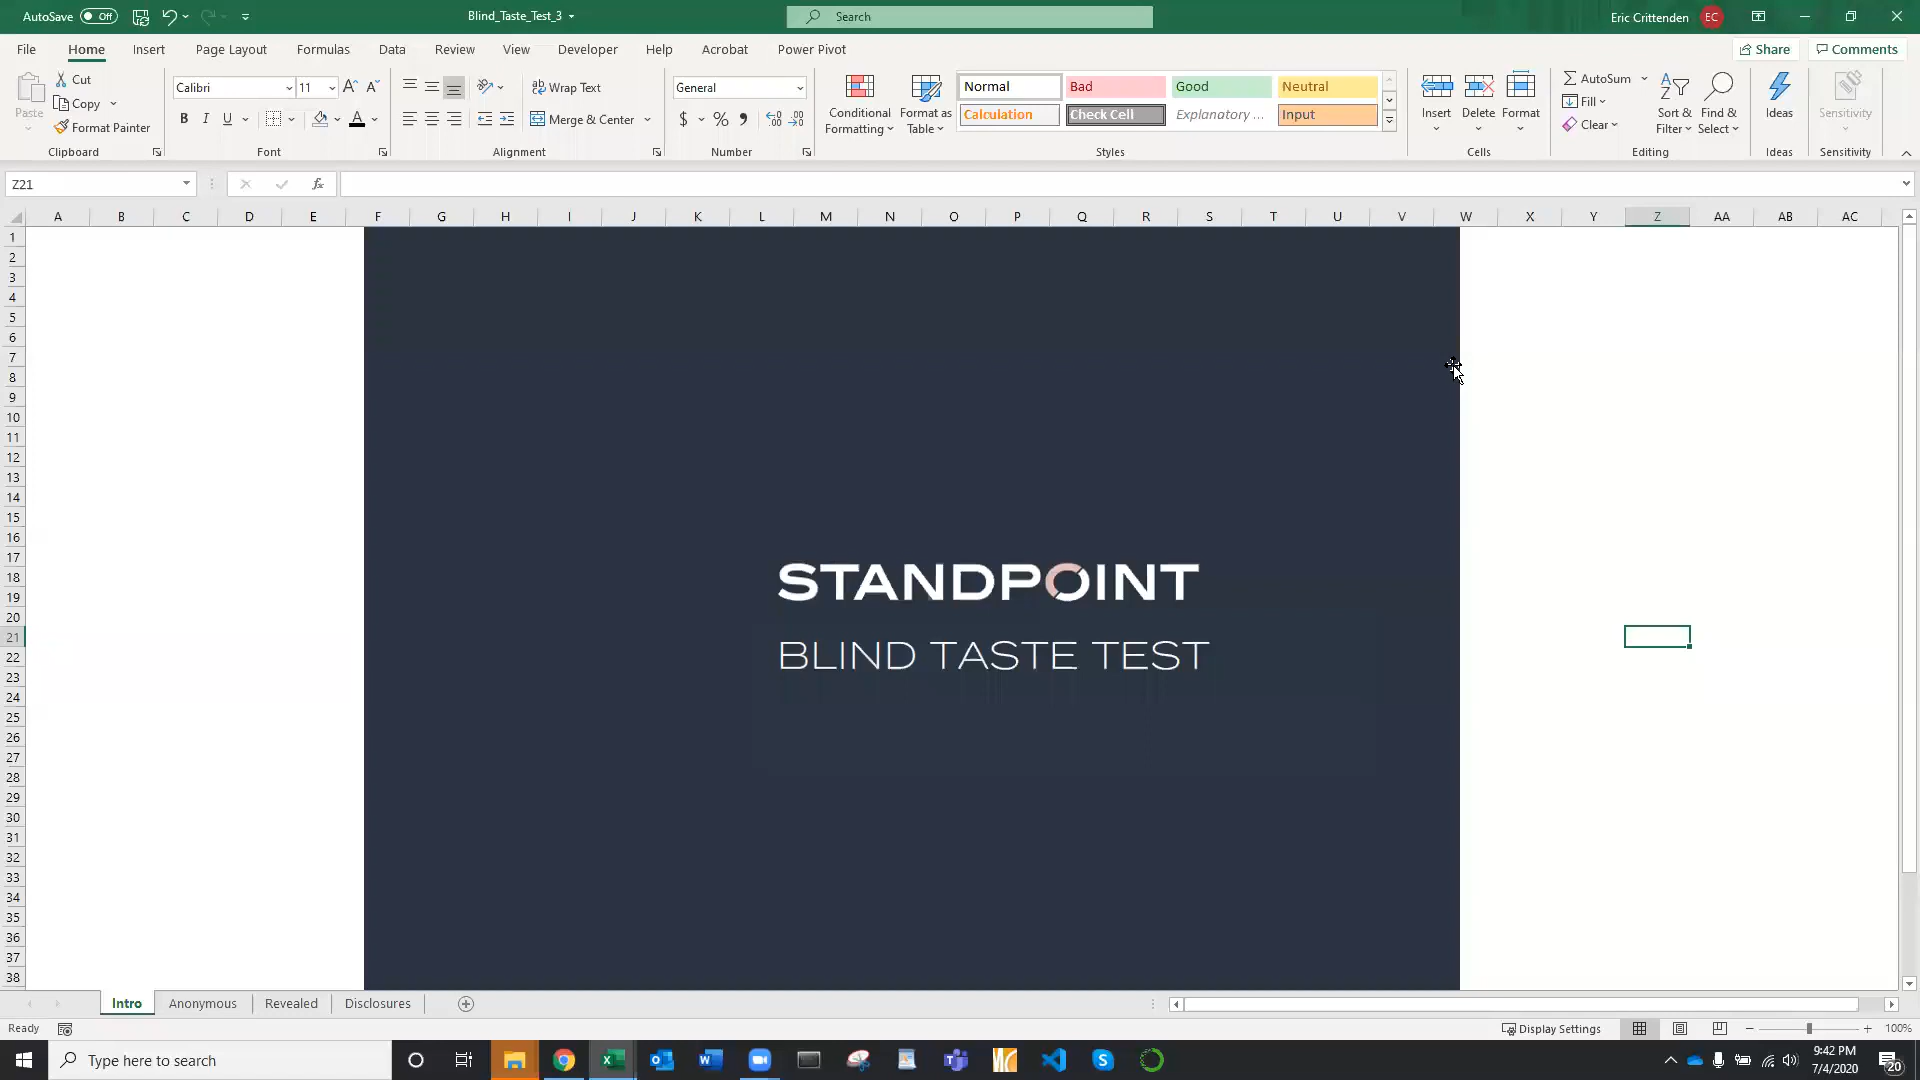 AutoSave Off Blind_Taste_Test_3 Search Eric Crittenden EC
File Home Insert Page Layout Formulas Data Review View Developer Help Acrobat Power Pivot Share Comments
Paste Cut Copy Format Painter
Clipboard
Calibri 11
B I U A
Font
Wrap Text
Merge & Center
Alignment
General
$ % 9
Number
Conditional Formatting
Format as Table
Normal Bad Good Neutral
Calculation Check Cell Explanatory ... Input
Styles
Insert Delete Format
Cells
AutoSum
Fill
Clear
Sort & Filter
Find & Select
Editing
Ideas
Ideas
Sensitivity
Sensitivity
Z21 fx
A B C D E F G H I J K L M N O P Q R S T U V W X Y Z AA AB AC
1
2
3
4
5
6
7
8
9
10
11
12
13
14
15
16
17
18
19
20
21
22
23
24
25
26
27
28
29
30
31
32
33
34
35
36
37
38
STANDPOINT
BLIND TASTE TEST
Intro Anonymous Revealed Disclosures
Ready Display Settings 100%
Type here to search
9:42 PM
7/4/2020
20